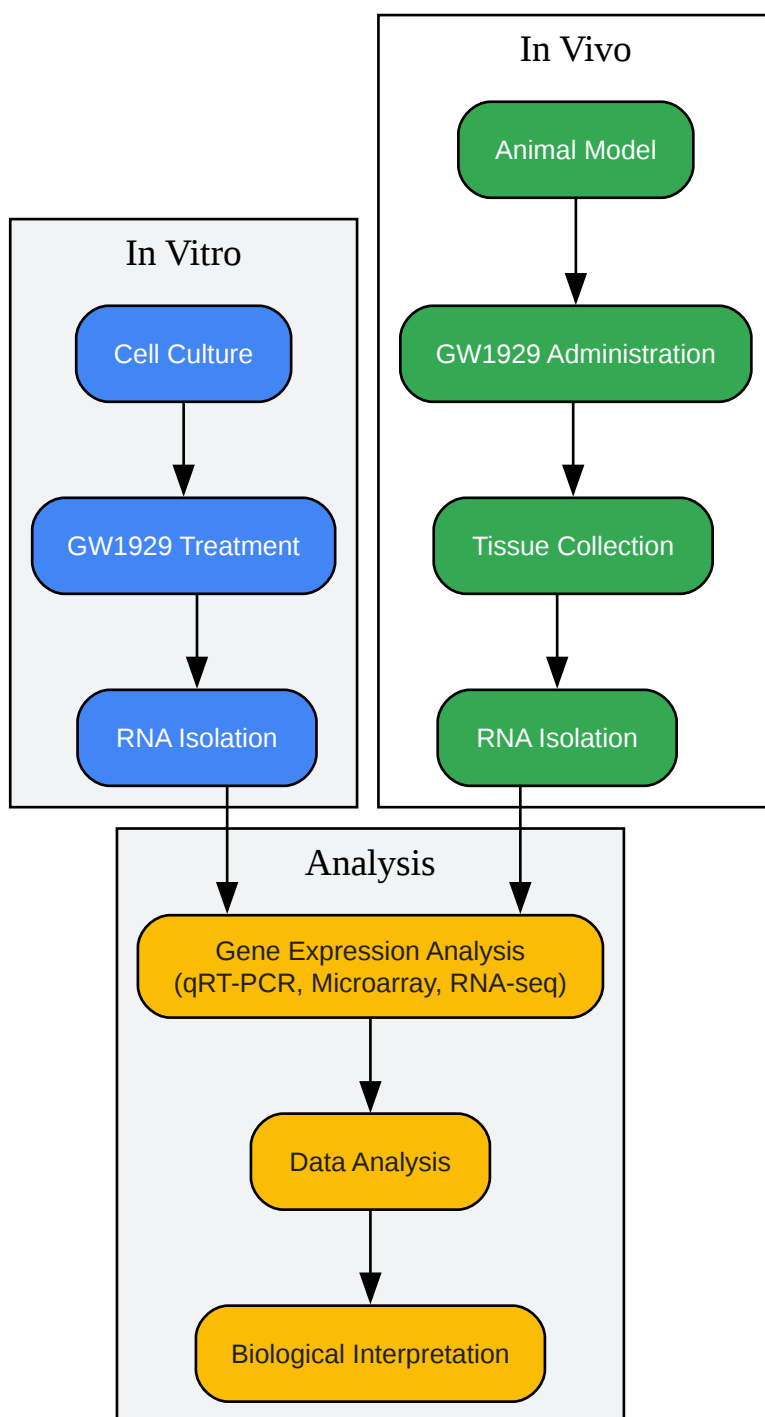 In Vitro
Cell Culture
GW1929 Treatment
RNA Isolation
In Vivo
Animal Model
GW1929 Administration
Tissue Collection
RNA Isolation
Analysis
Gene Expression Analysis
(qRT-PCR, Microarray, RNA-seq)
Data Analysis
Biological Interpretation